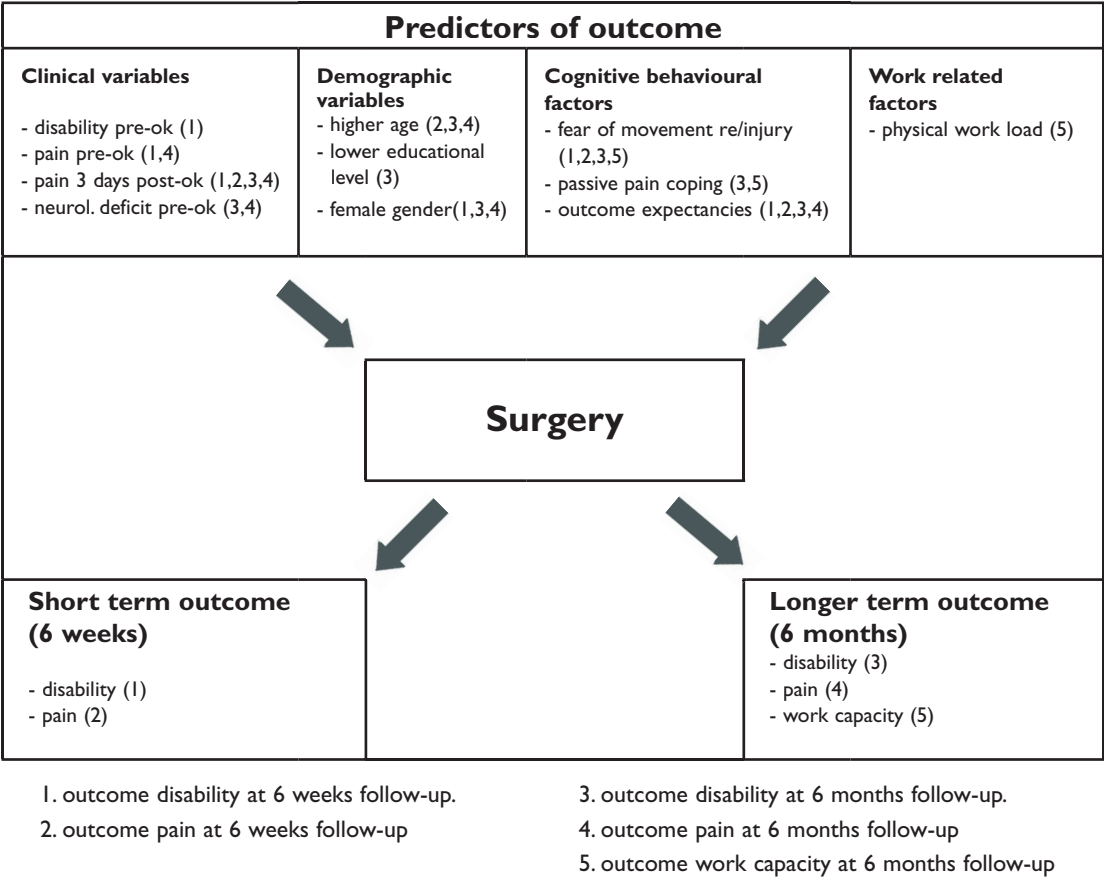 Predictors of outcome
Clinical variables
- disability pre-ok (1)
- pain pre-ok (1,4)
- pain 3 days post-ok (1,2,3,4)
- neurol. deficit pre-ok (3,4)
Demographic
variables
- higher age (2,3,4)
- lower educational
level (3)
- female gender(1,3,4)
Cognitive behavioural
factors
- fear of movement re/injury
(1,2,3,5)
- passive pain coping (3,5)
- outcome expectancies (1,2,3,4)
Work related
factors
- physical work load (5)
Surgery
Short term outcome
(6 weeks)
- disability (1)
- pain (2)
Longer term outcome
(6 months)
- disability (3)
- pain (4)
- work capacity (5)
1. outcome disability at 6 weeks follow-up.
2. outcome pain at 6 weeks follow-up
3. outcome disability at 6 months follow-up.
4. outcome pain at 6 months follow-up
5. outcome work capacity at 6 months follow-up